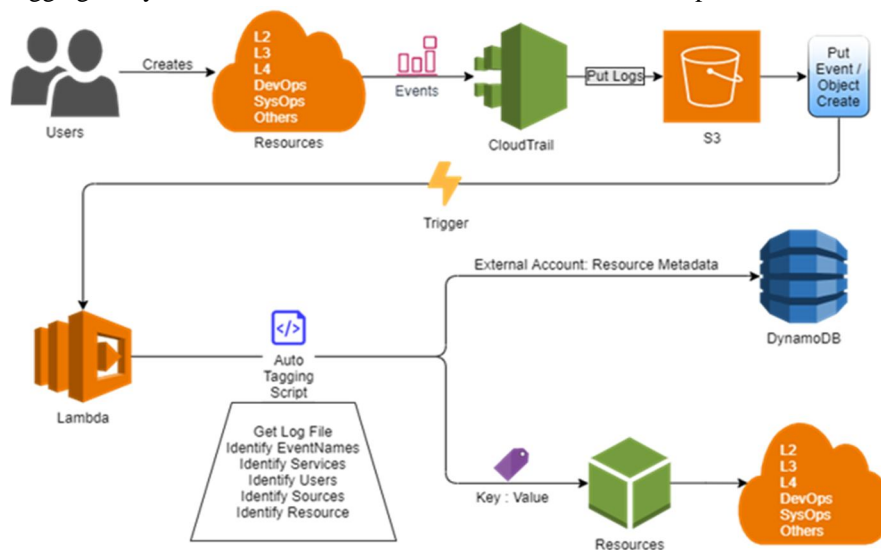 L2
L3
L4
DevOps
SysOps
Others
Creates
Users
Resources
Events
CloudTrail
Put Logs
S3
Put
Event /
Object
Create
Trigger
External Account: Resource Metadata
DynamoDB
Lambda
Auto
Tagging
Script
Get Log File
Identify EventNames
Identify Services
Identify Users
Identify Sources
Identify Resource
Key : Value
Resources
L2
L3
L4
DevOps
SysOps
Others